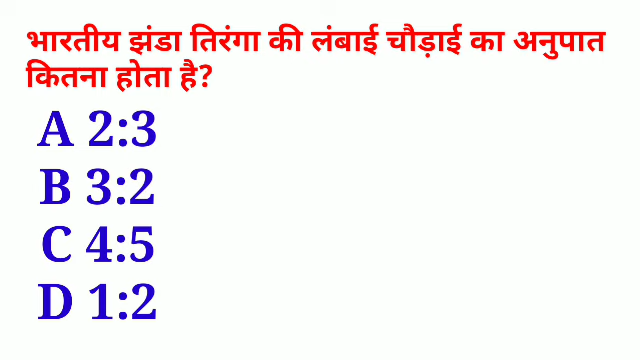 भारतीय झंडा तिरंगा की लंबाई चौड़ाई का अनुपात
कितना होता है?
A 2:3
B 3:2
C 4:5
D 1:2